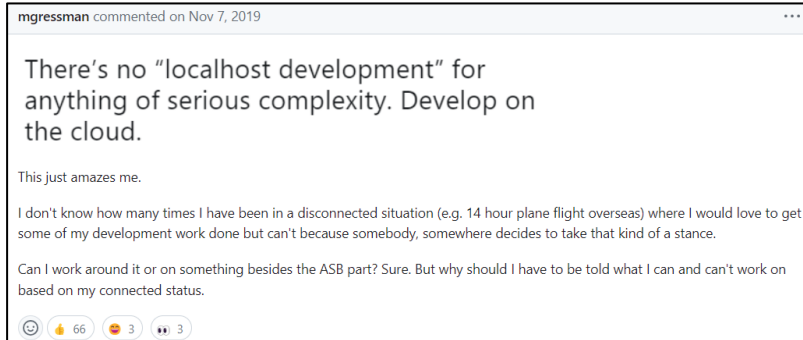 mgressman commented on Nov 7, 2019
There's no “localhost development” for
anything of serious complexity. Develop on
the cloud.
This just amazes me.
I don't know how many times I have been in a disconnected situation (e.g. 14 hour plane flight overseas) where I would love to get
some of my development work done but can't because somebody, somewhere decides to take that kind of a stance.
Can I work around it or on something besides the ASB part? Sure. But why should I have to be told what I can and can't work on
based on my connected status.
66 3 3